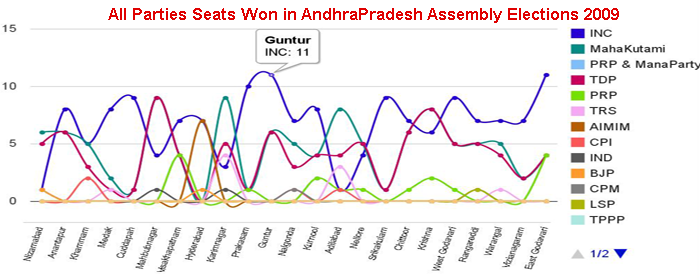 All Parties Seats Won in AndhraPradesh Assembly Elections 2009
15
10
5
0
Guntur
INC: 11
Nizamabad
Anantapur
Khammam
Medak
Cuddapah
Mahbubnagar
Visakhapatnam
Hyderabad
Karimnagar
Prakasam
Guntur
Nalgonda
Kurnool
Adilabad
Nellore
Srikakulam
Chittoor
Krishna
West Godavari
Rangareddi
Warangal
Vizianagaram
East Godavari
INC
MahaKutami
PRP & ManaParty
TDP
PRP
TRS
AIMIM
CPI
IND
BJP
CPM
LSP
TPPP
1/2